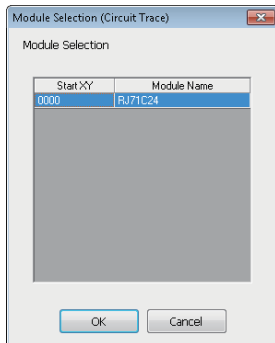 Module Selection (Circuit Trace)
Module Selection
Start XY Module Name
0000 RJ71C24
OK Cancel